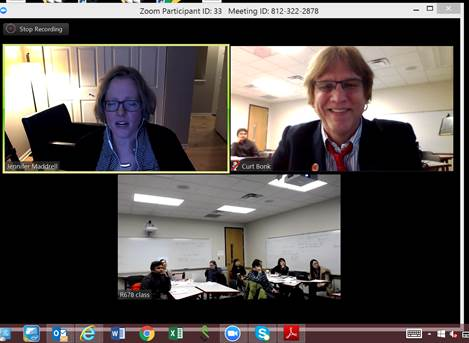 Zoom Participant ID: 33 Meeting ID: 812-322-2878
Stop Recording
Jennifer Maddrell
Curt Bonk
R678 class